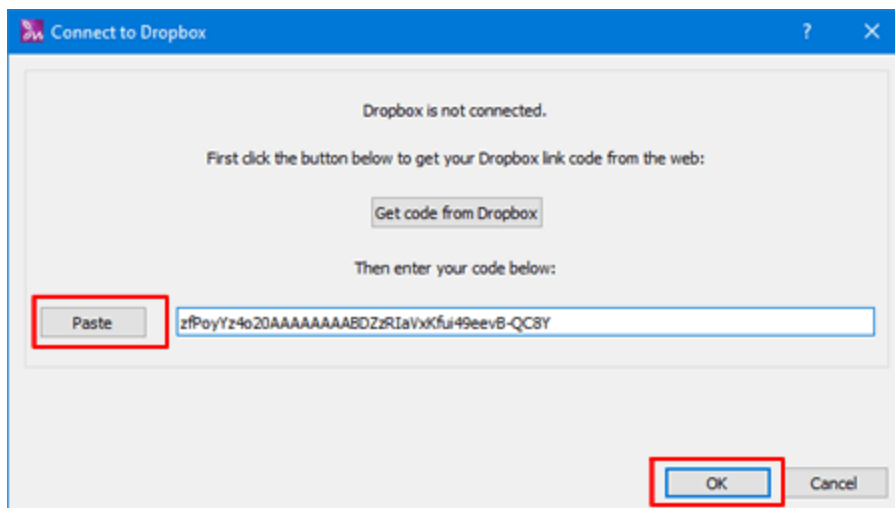 Connect to Dropbox
Dropbox is not connected.
First click the button below to get your Dropbox link code from the web:
Get code from Dropbox
Then enter your code below:
Paste zfPoyYz4o20AAAAAAAABDZzRIaVxKfui49eevB-QC8Y
OK Cancel